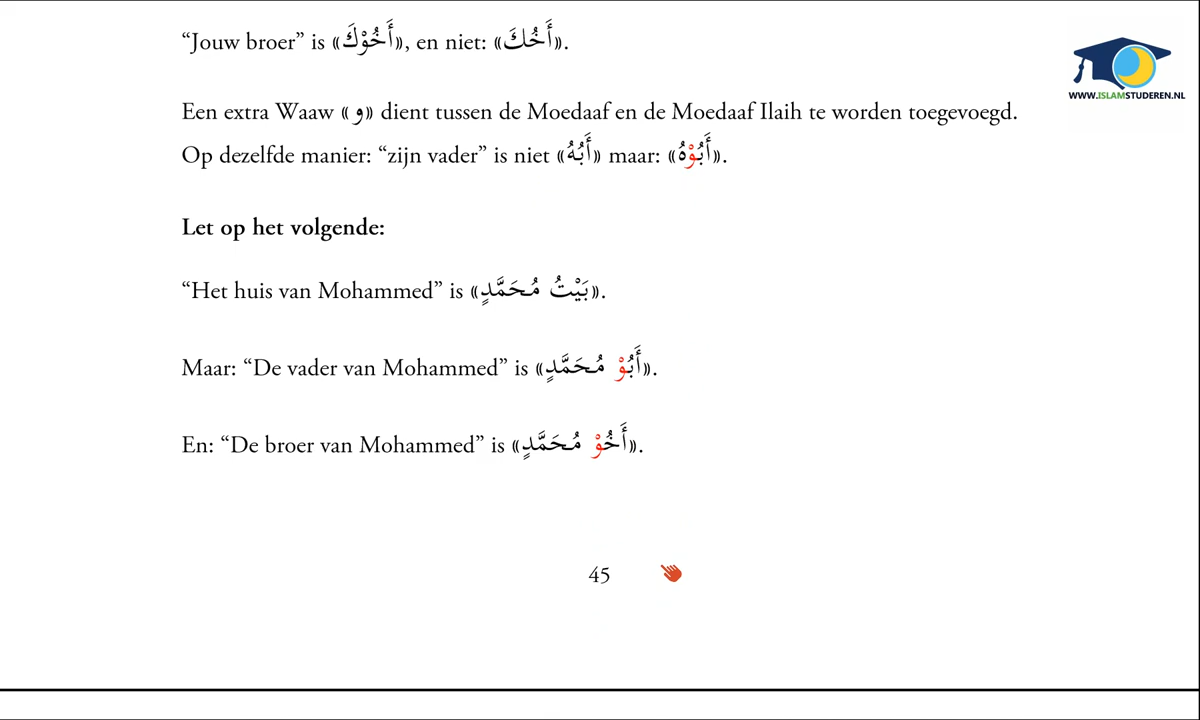 “Jouw broer” is «أَخُوْكَ», en niet: «أَخُكَ».
WWW.ISLAMSTUDEREN.NL
Een extra Waaw «و» dient tussen de Moedaaf en de Moedaaf Ilaih te worden toegevoegd.
Op dezelfde manier: “zijn vader” is niet «أَبُهُ» maar: «أَبُوْهُ».
Let op het volgende:
“Het huis van Mohammed” is «بَيْتُ مُحَمَّدٍ».
Maar: “De vader van Mohammed” is «أَبُوْ مُحَمَّدٍ».
En: “De broer van Mohammed” is «أَخُوْ مُحَمَّدٍ».
45